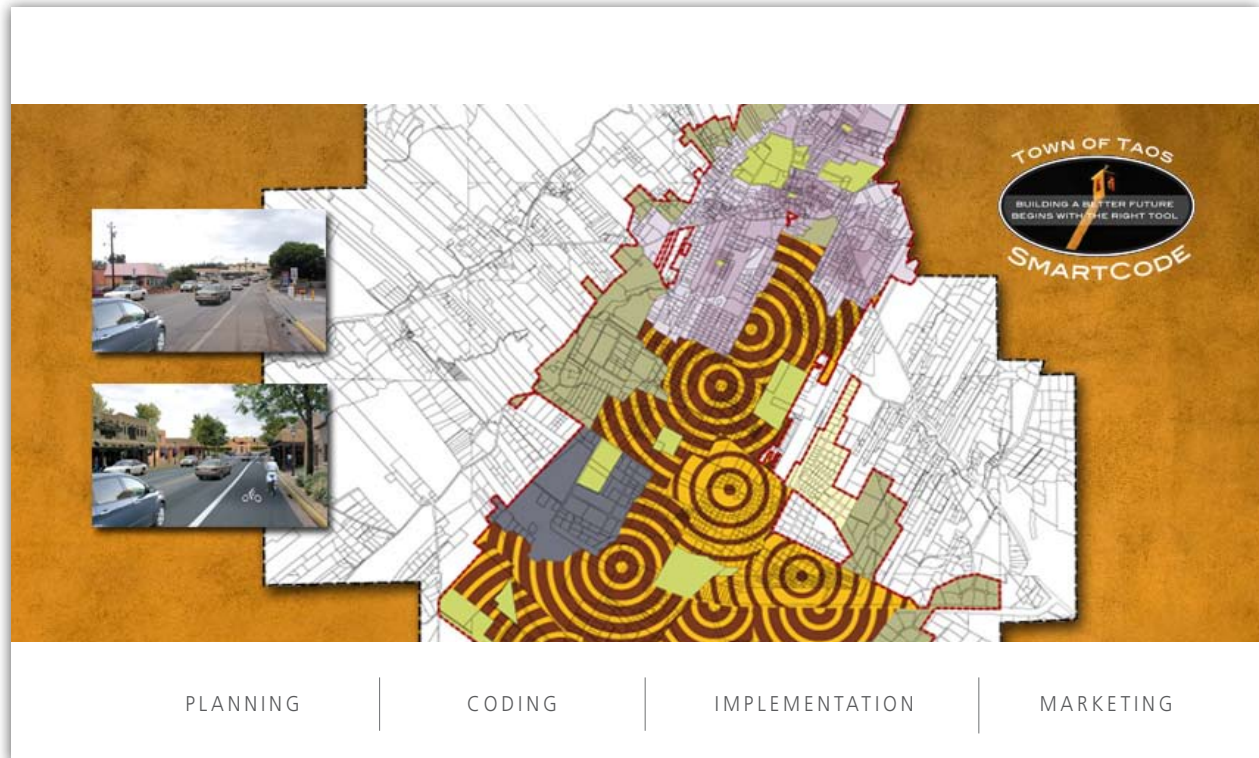 TOWN OF TAOS
BUILDING A BETTER FUTURE
BEGINS WITH THE RIGHT TOOL
SMARTCODE
PLANNING
CODING
IMPLEMENTATION
MARKETING